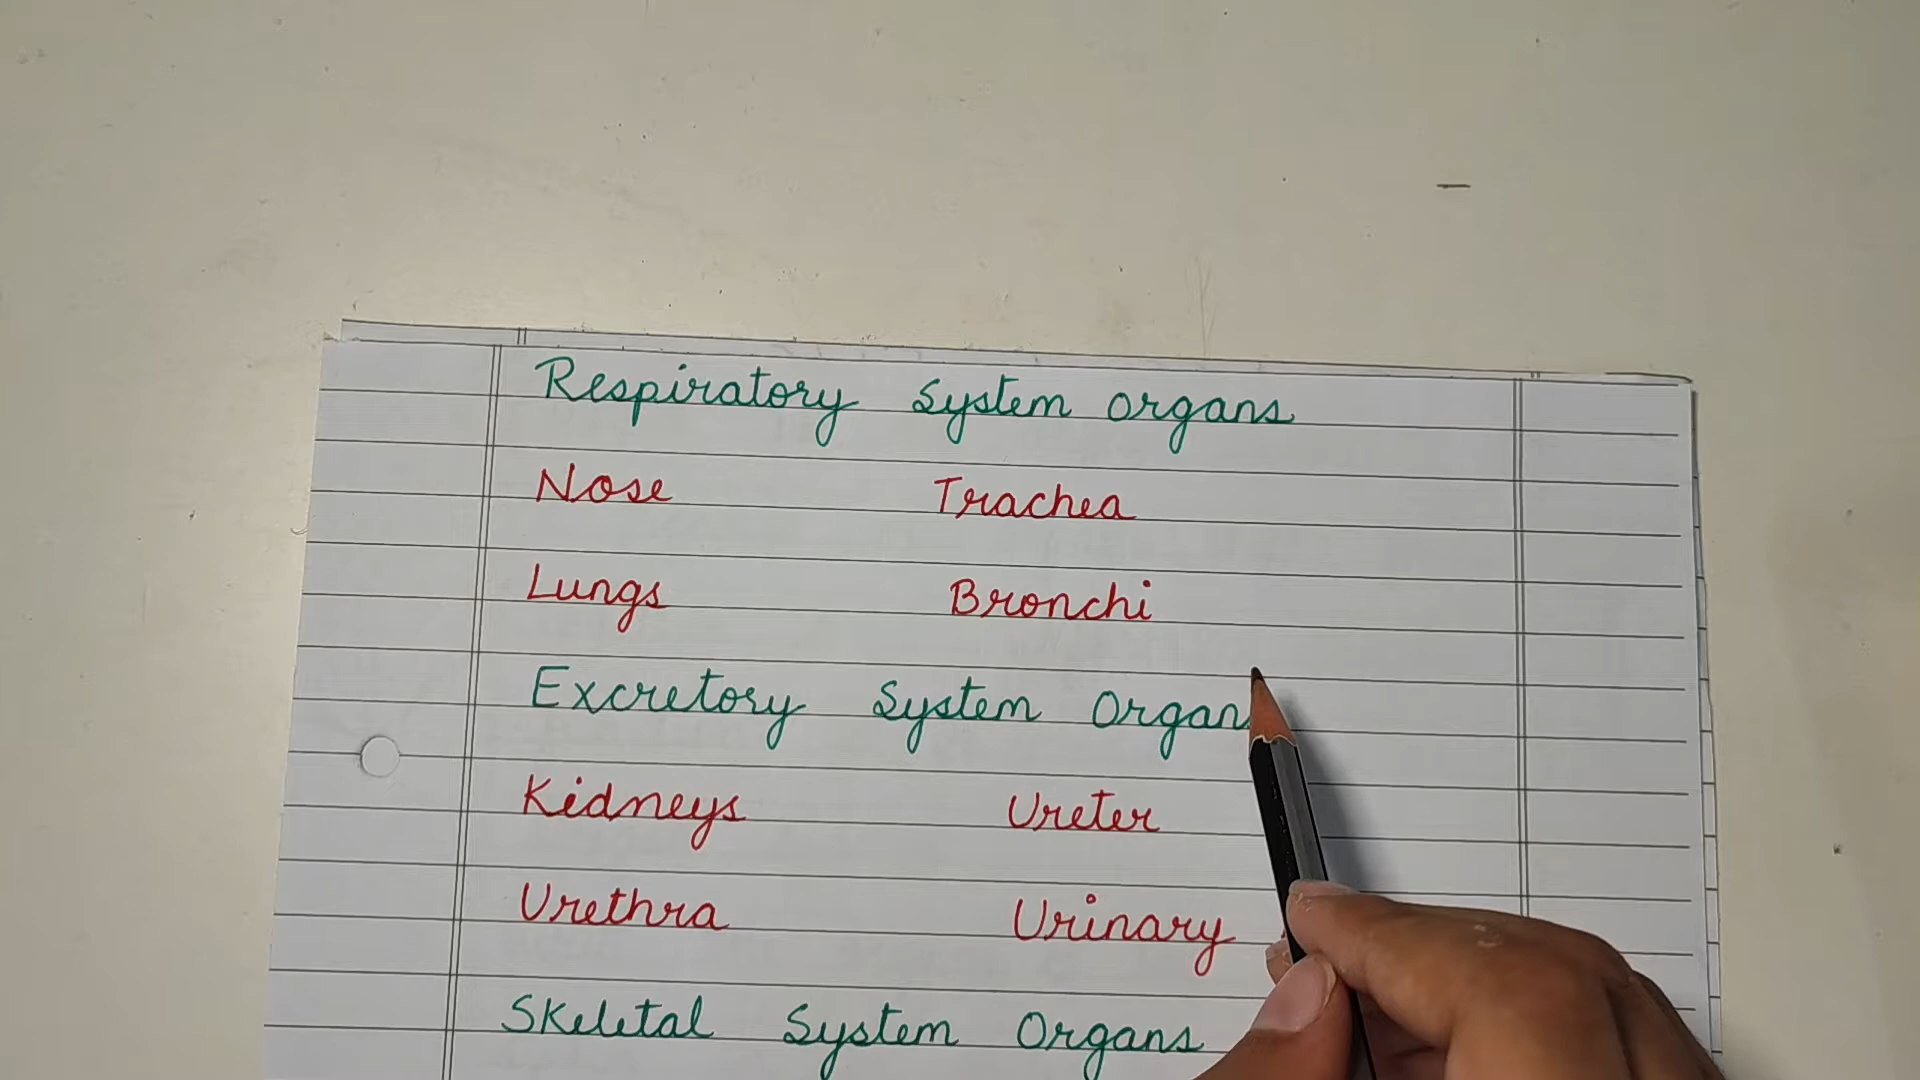 Respiratory System organs
Nose Trachea
Lungs Bronchi
Excretory System Organ
Kidneys Ureter
Urethra Urinary
Skeletal System Organs